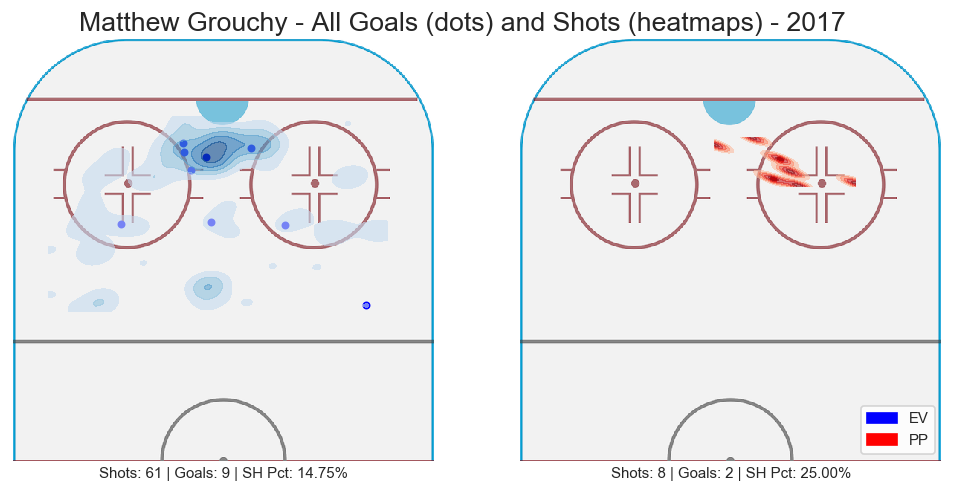 Matthew Grouchy - All Goals (dots) and Shots (heatmaps) - 2017
EV
PP
Shots: 61 | Goals: 9 | SH Pct: 14.75%
Shots: 8 | Goals: 2 | SH Pct: 25.00%